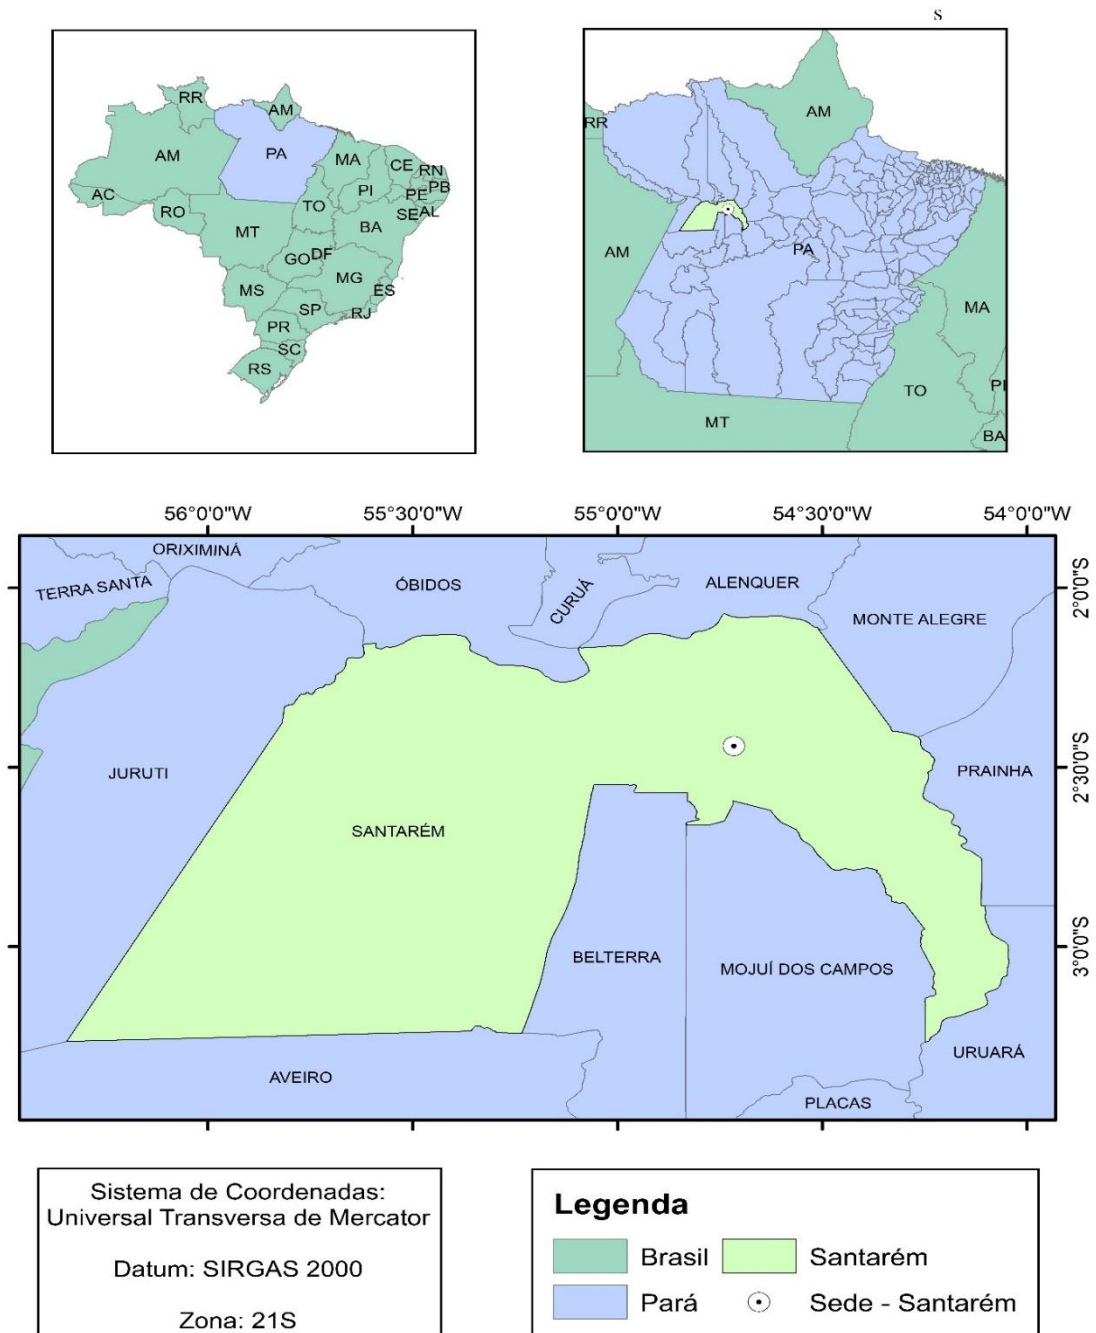 s
RR
AM
AM
PA
MA
CE
RN
PB
AC
PI
PE
RO
TO
SE
AL
MT
BA
GO
DF
MG
MS
ES
SP
RJ
PR
SC
RS
AM
RR
AM
PA
MA
TO
PI
MT
BA
56°0'0"W 55°30'0"W 55°0'0"W 54°30'0"W 54°0'0"W
ORIXIMINÁ
TERRA SANTA
ÓBIDOS
CURUÁ
ALENQUER
2°0'0"S
MONTE ALEGRE
JURUTI
PRAINHA
2°30'0"S
SANTARÉM
BELTERRA
MOJUÍ DOS CAMPOS
3°0'0"S
URUARÁ
AVEIRO
PLACAS
Sistema de Coordenadas:
Universal Transversa de Mercator
Datum: SIRGAS 2000
Zona: 21S
Legenda
Brasil
Santarém
Pará
Sede - Santarém